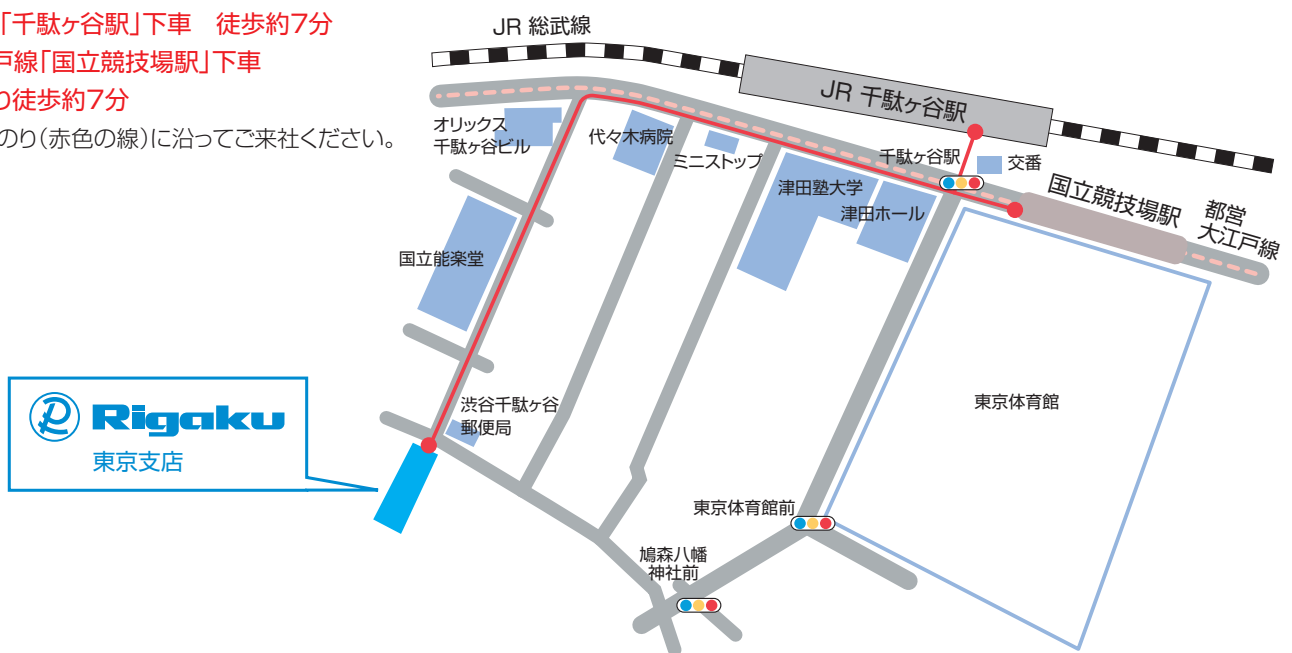 「千駄ヶ谷駅」下車　徒歩約7分
戸線「国立競技場駅」下車
り徒歩約7分
のり(赤色の線)に沿ってご来社ください。
JR 総武線
JR 千駄ヶ谷駅
オリックス
千駄ヶ谷ビル
代々木病院
ミニストップ
千駄ヶ谷駅
交番
津田塾大学
津田ホール
国立競技場駅
都営
大江戸線
国立能楽堂
渋谷千駄ヶ谷
郵便局
Rigaku
東京支店
東京体育館
東京体育館前
鳩森八幡
神社前